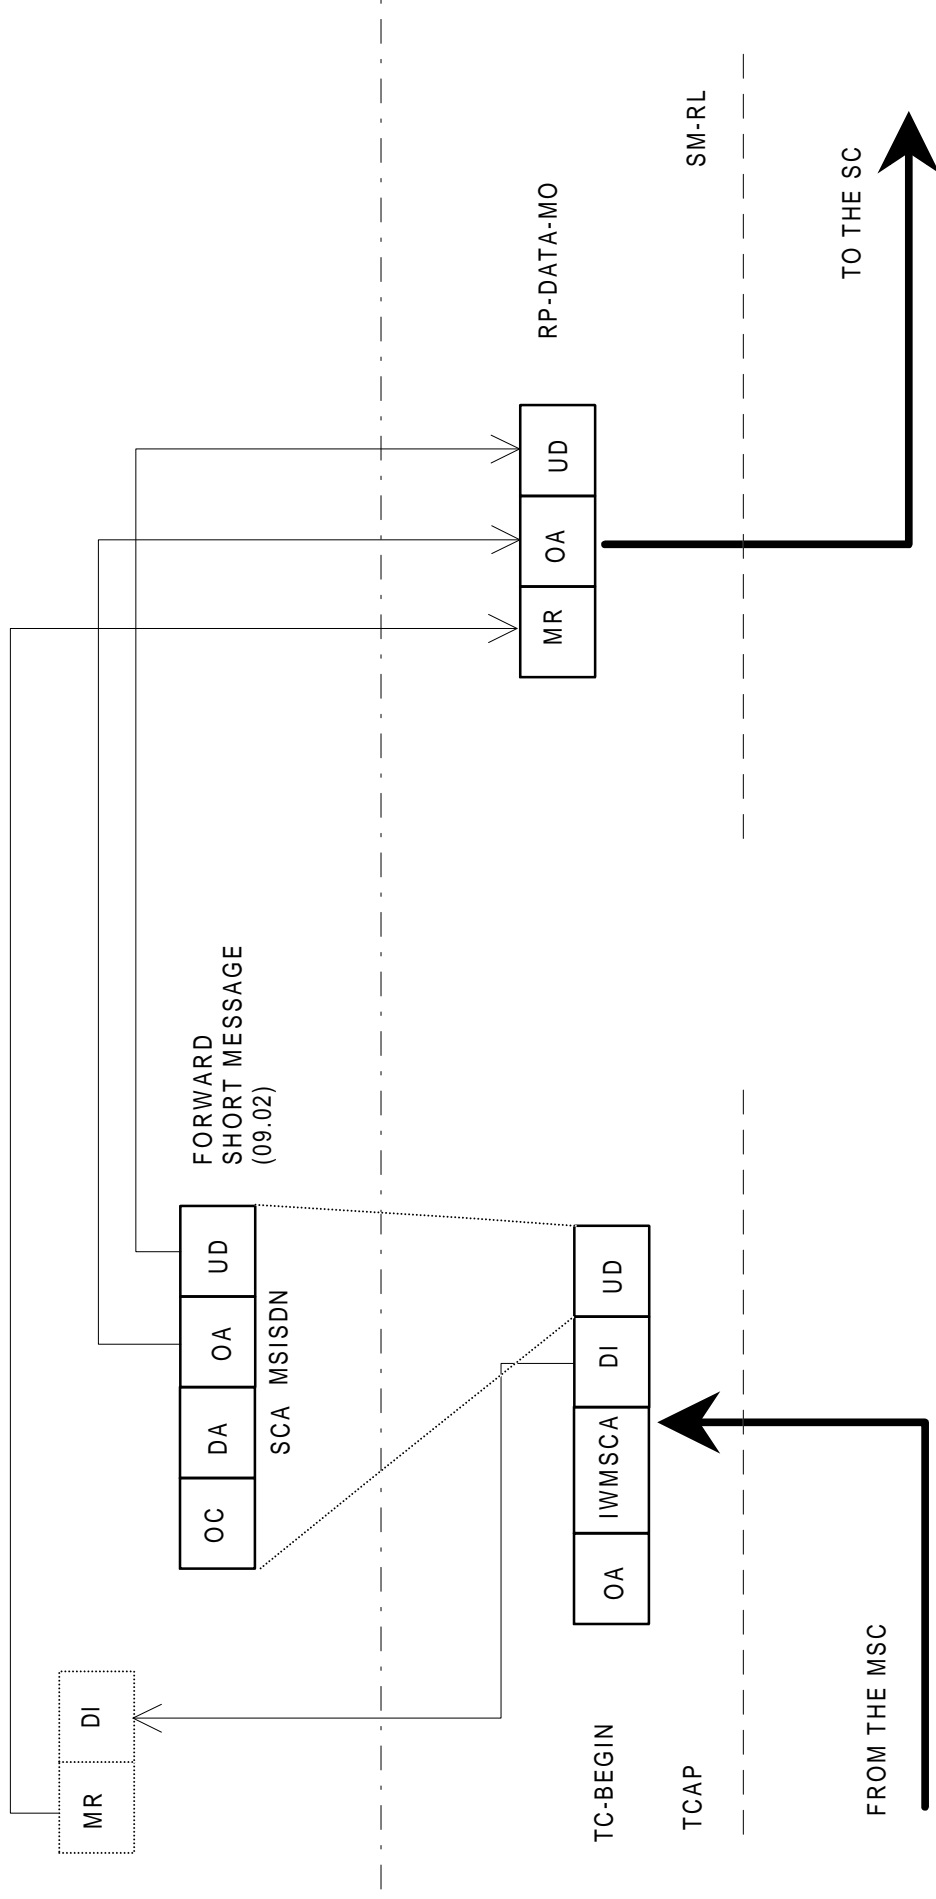 MR DI
OC DA OA UD
SCA MSISDN
FORWARD
SHORT MESSAGE
(09.02)
MR OA UD
RP-DATA-MO
TC-BEGIN
OA IWMSCA DI UD
TCAP
SM-RL
FROM THE MSC
TO THE SC